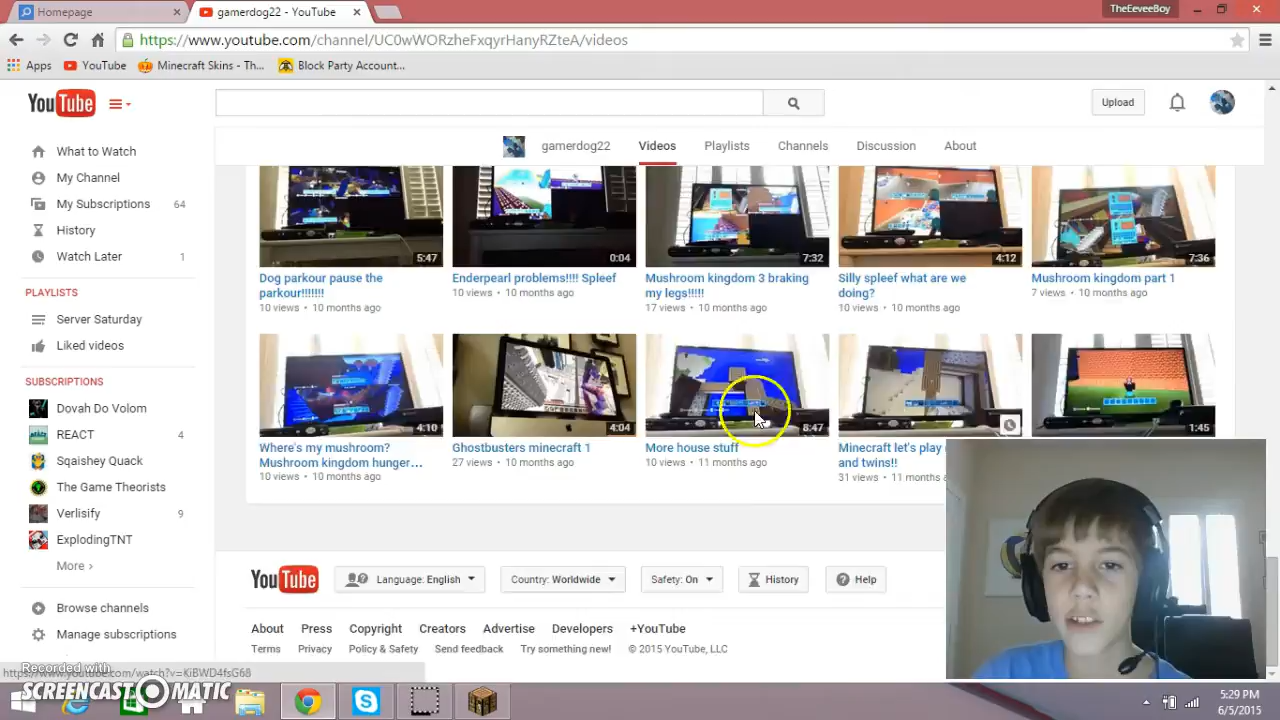 Homepage
gamerdog22 - YouTube
TheEeveeBoy
https://www.youtube.com/channel/UC0wWORzheFxqyrHanyRZteA/videos
Apps
YouTube
Minecraft Skins - Th...
Block Party Account...
YouTube
Upload
gamerdog22
Videos
Playlists
Channels
Discussion
About
What to Watch
My Channel
My Subscriptions 64
History
Watch Later 1
PLAYLISTS
Server Saturday
Liked videos
SUBSCRIPTIONS
Dovah Do Volom
REACT 4
Sqaishey Quack
The Game Theorists
Verlisify 9
ExplodingTNT
More ›
Browse channels
Manage subscriptions
5:47
Dog parkour pause the
parkour!!!!!!!
10 views • 10 months ago
0:04
Enderpearl problems!!!! Spleef
10 views • 10 months ago
7:32
Mushroom kingdom 3 braking
my legs!!!!!
17 views • 10 months ago
4:12
Silly spleef what are we
doing?
10 views • 10 months ago
7:36
Mushroom kingdom part 1
7 views • 10 months ago
4:10
Where's my mushroom?
Mushroom kingdom hunger...
10 views • 10 months ago
4:04
Ghostbusters minecraft 1
27 views • 10 months ago
8:47
More house stuff
10 views • 11 months ago
Minecraft let's play
and twins!!
31 views • 11 months
1:45
YouTube
Language: English
Country: Worldwide
Safety: On
History
Help
About Press Copyright Creators Advertise Developers +YouTube
Terms Privacy Policy & Safety Send feedback Try something new! © 2015 YouTube, LLC
Recorded with
SCREENCAST MATIC
5:29 PM
6/5/2015